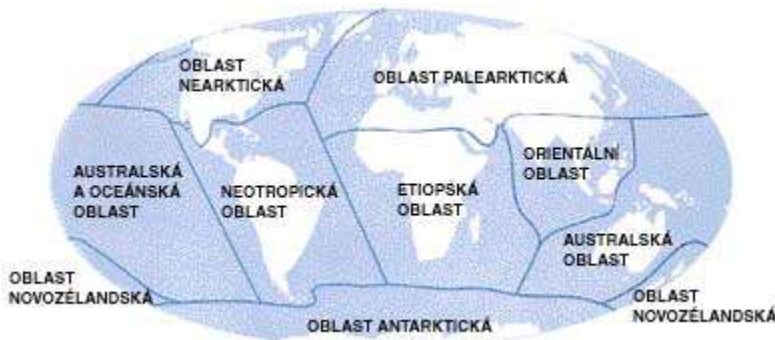 OBLAST
NEARKTICKÁ
OBLAST PALEARKTICKÁ
AUSTRALSKÁ
A OCEÁNSKÁ
OBLAST
NEOTROPICKÁ
OBLAST
ETIOPSKÁ
OBLAST
ORIENTÁLNÍ
OBLAST
AUSTRALSKÁ
OBLAST
OBLAST
NOVOZÉLANDSKÁ
OBLAST
NOVOZÉLANDSKÁ
OBLAST ANTARKTICKÁ